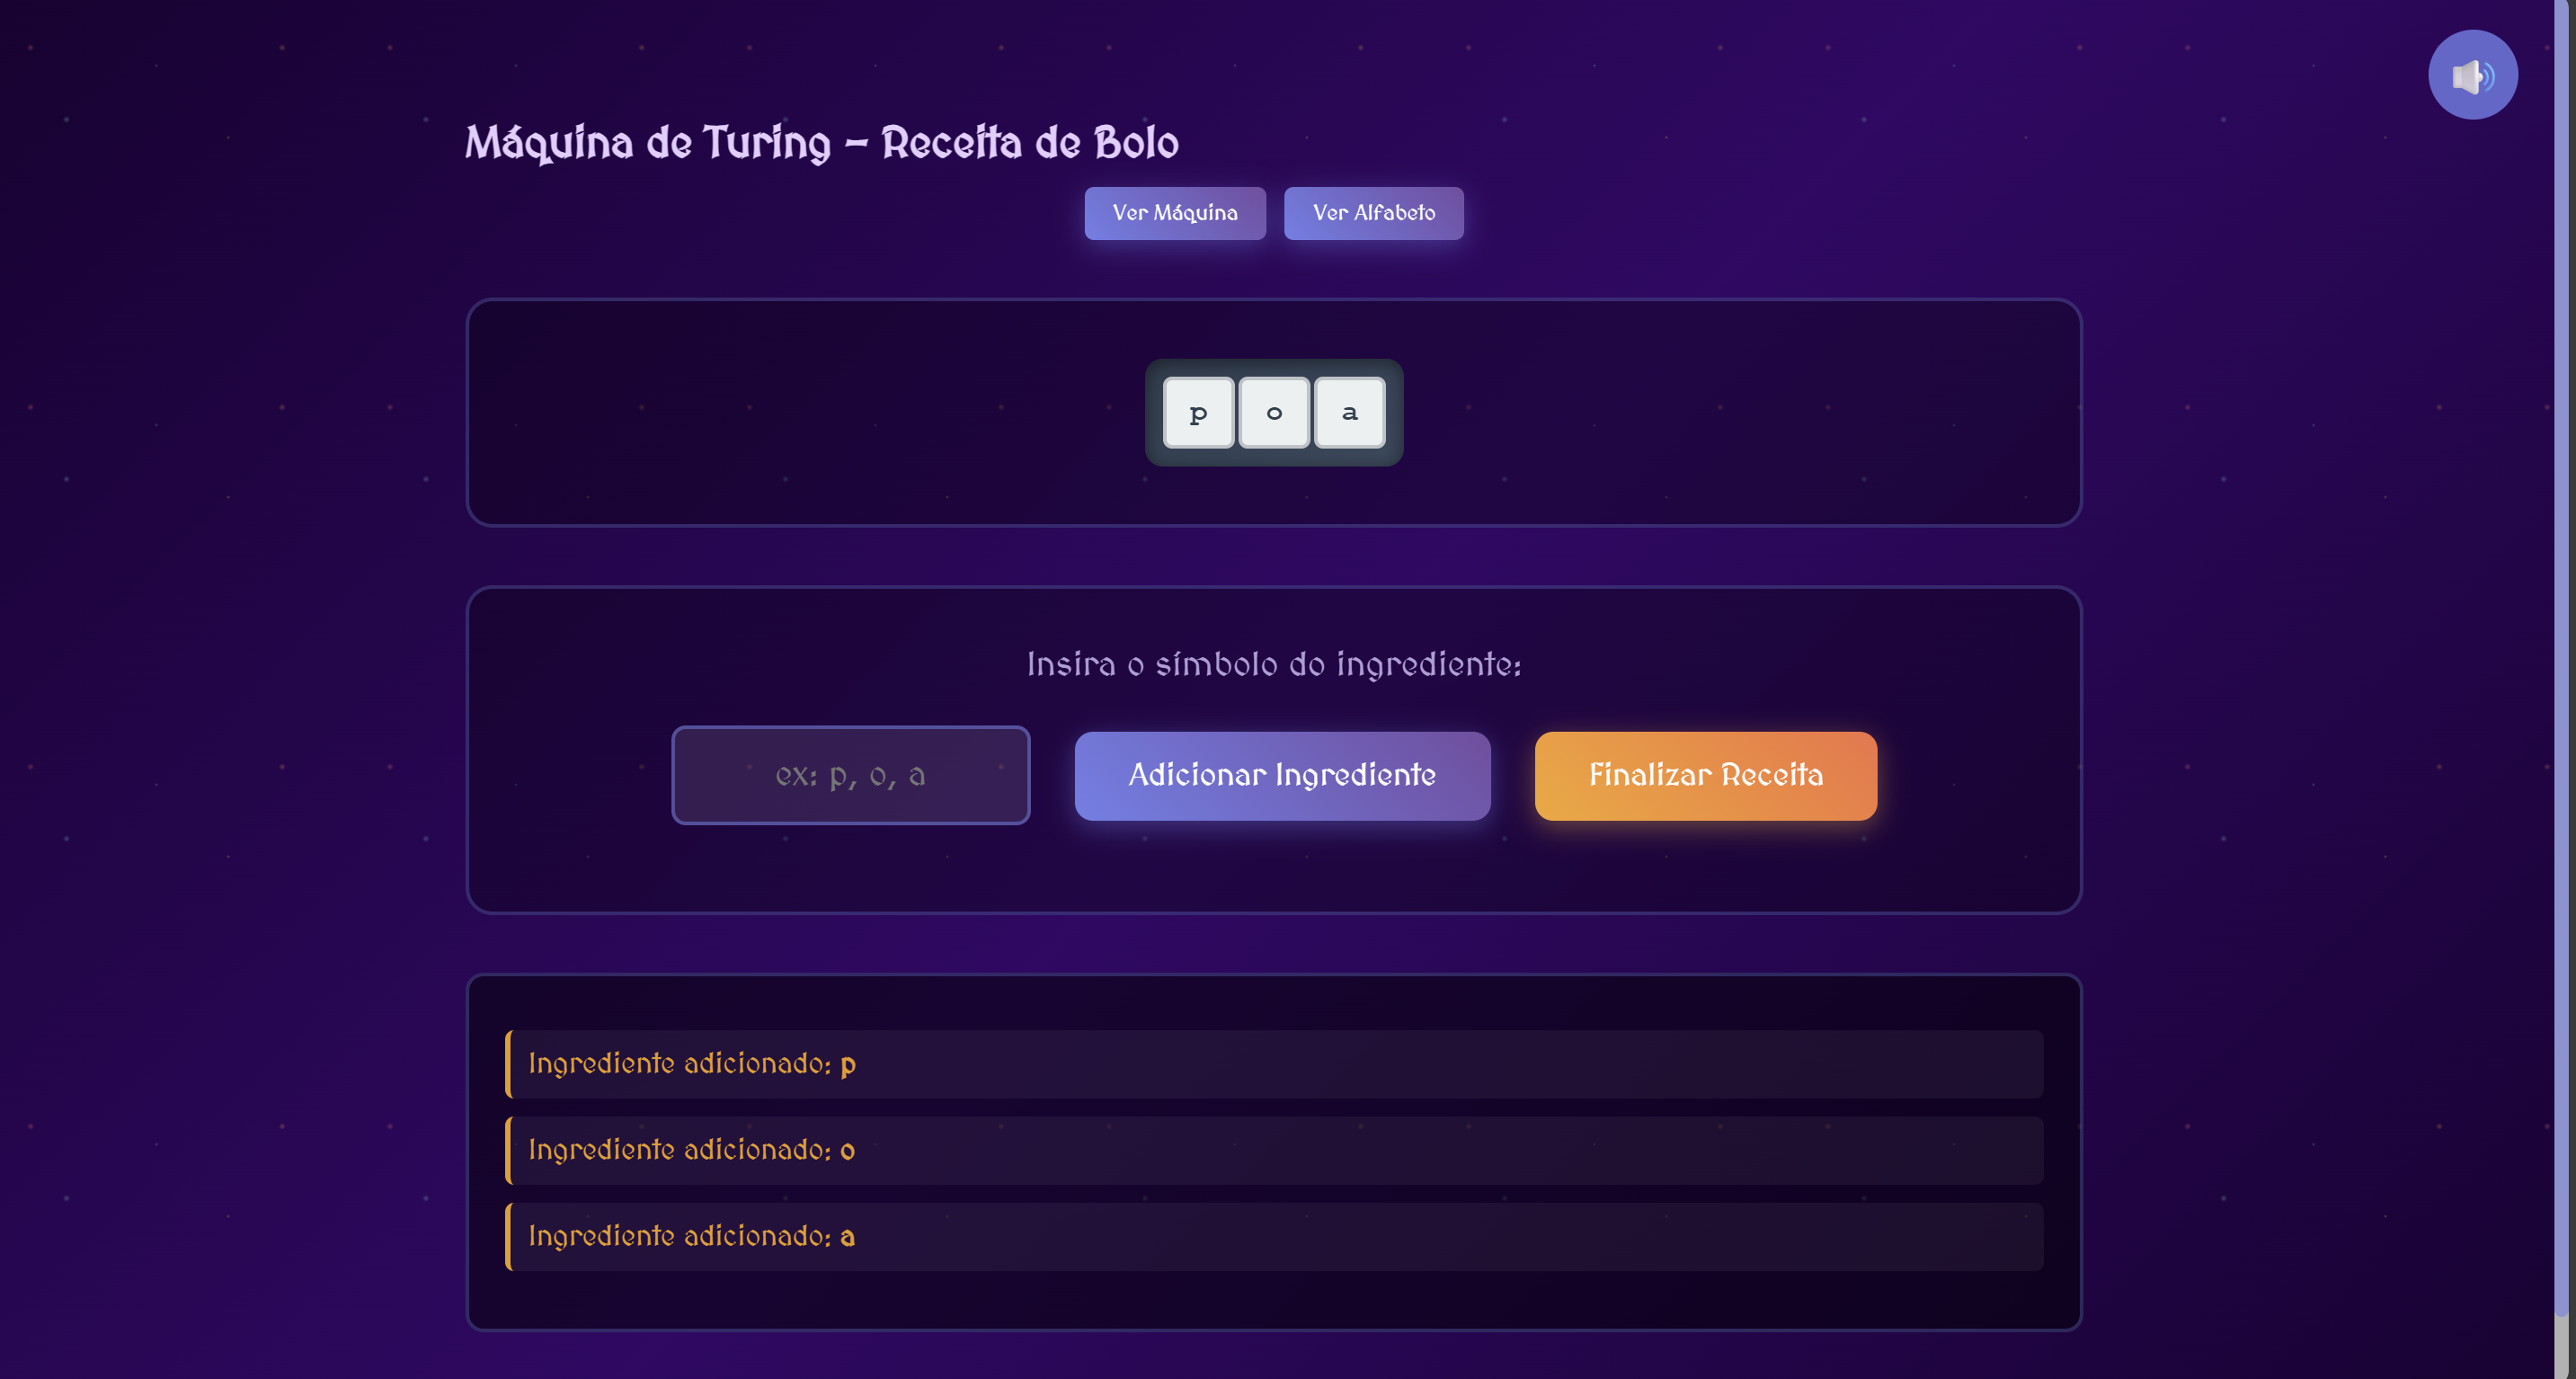 Máquina de Turing - Receita de Bolo
Ver Máquina Ver Alfabeto
p o a
Insira o símbolo do ingrediente:
ex: p, o, a Adicionar Ingrediente Finalizar Receita
Ingrediente adicionado: p
Ingrediente adicionado: o
Ingrediente adicionado: a